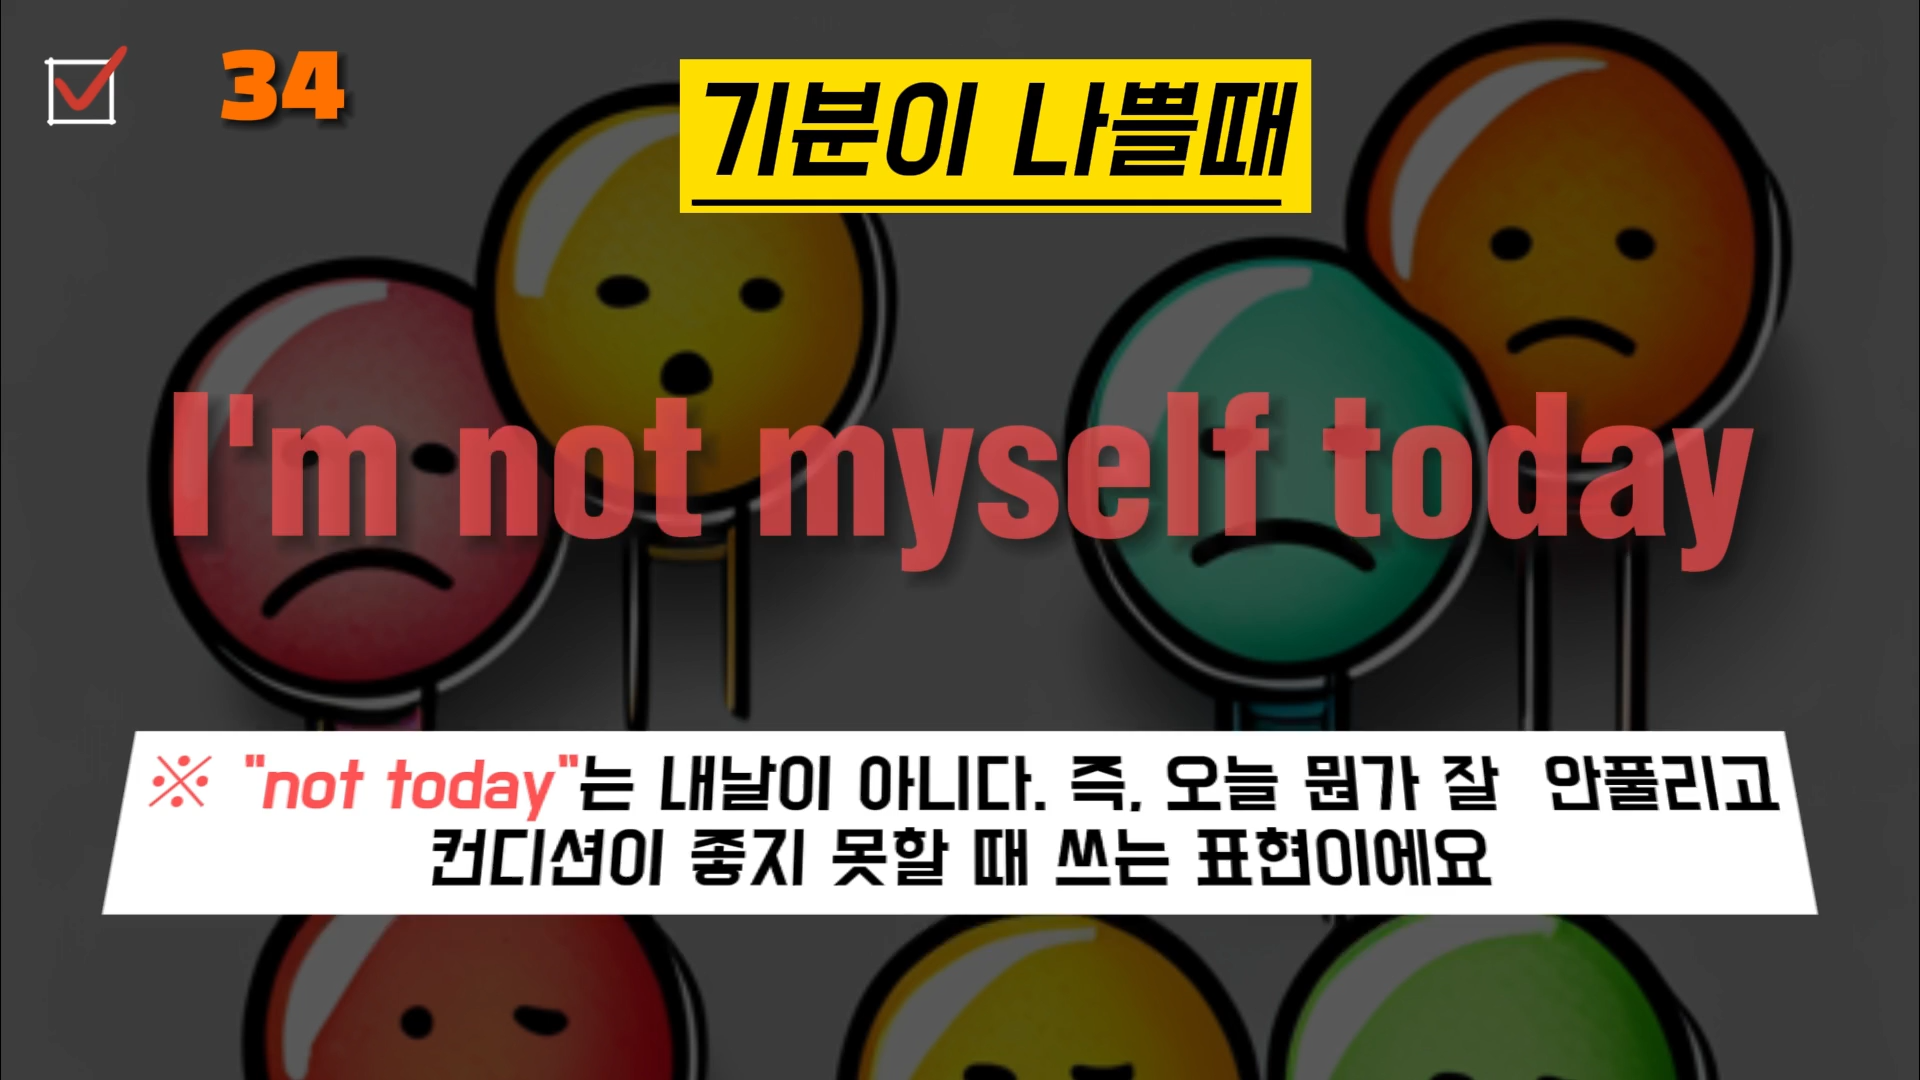 34
기분이 나쁠때
I'm not myself today
※ "not today"는 내날이 아니다. 즉, 오늘 뭔가 잘 안풀리고
컨디션이 좋지 못할 때 쓰는 표현이에요